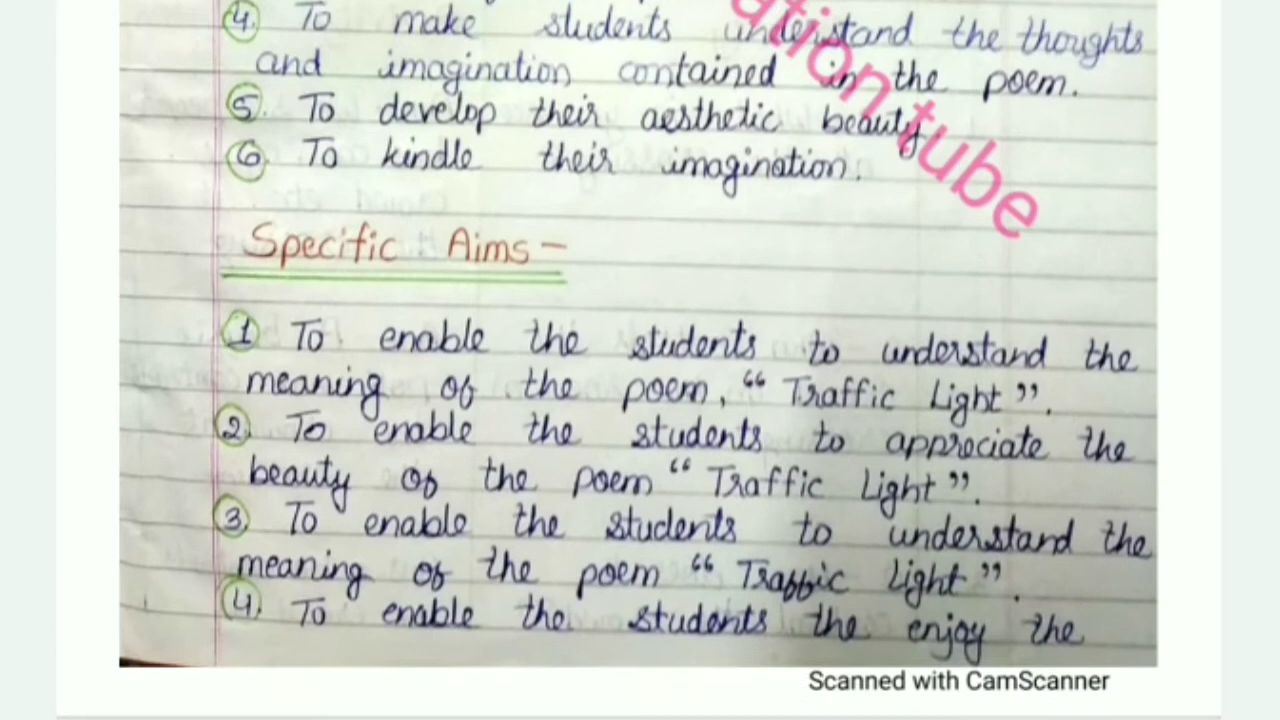 4. To make students understand the thoughts
and imagination contained in the poem.
5. To develop their aesthetic beauty
6. To kindle their imagination.
ation tube
Specific Aims -
1 To enable the students to understand the
meaning of the poem, “ Traffic Light ”.
2. To enable the students to appreciate the
beauty of the poem “ Traffic Light ”.
3. To enable the students to understand the
meaning of the poem “ Traffic Light ”.
4. To enable the students the enjoy the
Scanned with CamScanner